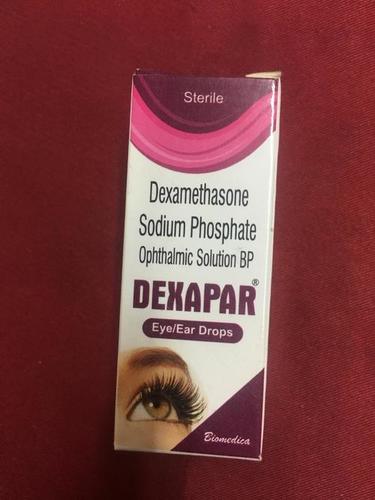 Sterile
Dexamethasone
Sodium Phosphate
Ophthalmic Solution BP
DEXAPAR®
Eye/Ear Drops
Biomedica